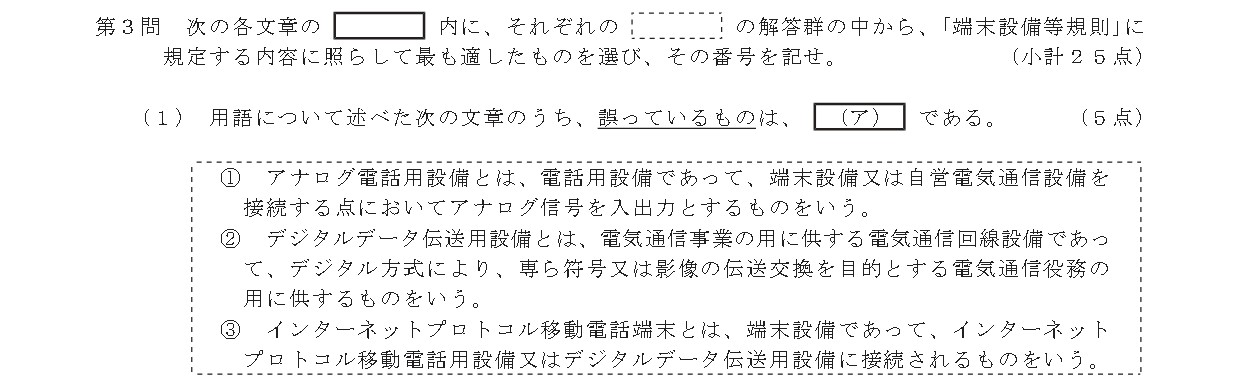 第３問　次の各文章の　　　　内に、それぞれの　　　　の解答群の中から、「端末設備等規則」に
規定する内容に照らして最も適したものを選び、その番号を記せ。　（小計２５点）
（１）　用語について述べた次の文章のうち、誤っているものは、（ア）である。　（５点）
①　アナログ電話用設備とは、電話用設備であって、端末設備又は自営電気通信設備を
接続する点においてアナログ信号を入出力とするものをいう。
②　デジタルデータ伝送用設備とは、電気通信事業の用に供する電気通信回線設備であっ
て、デジタル方式により、専ら符号又は影像の伝送交換を目的とする電気通信役務の
用に供するものをいう。
③　インターネットプロトコル移動電話端末とは、端末設備であって、インターネット
プロトコル移動電話用設備又はデジタルデータ伝送用設備に接続されるものをいう。